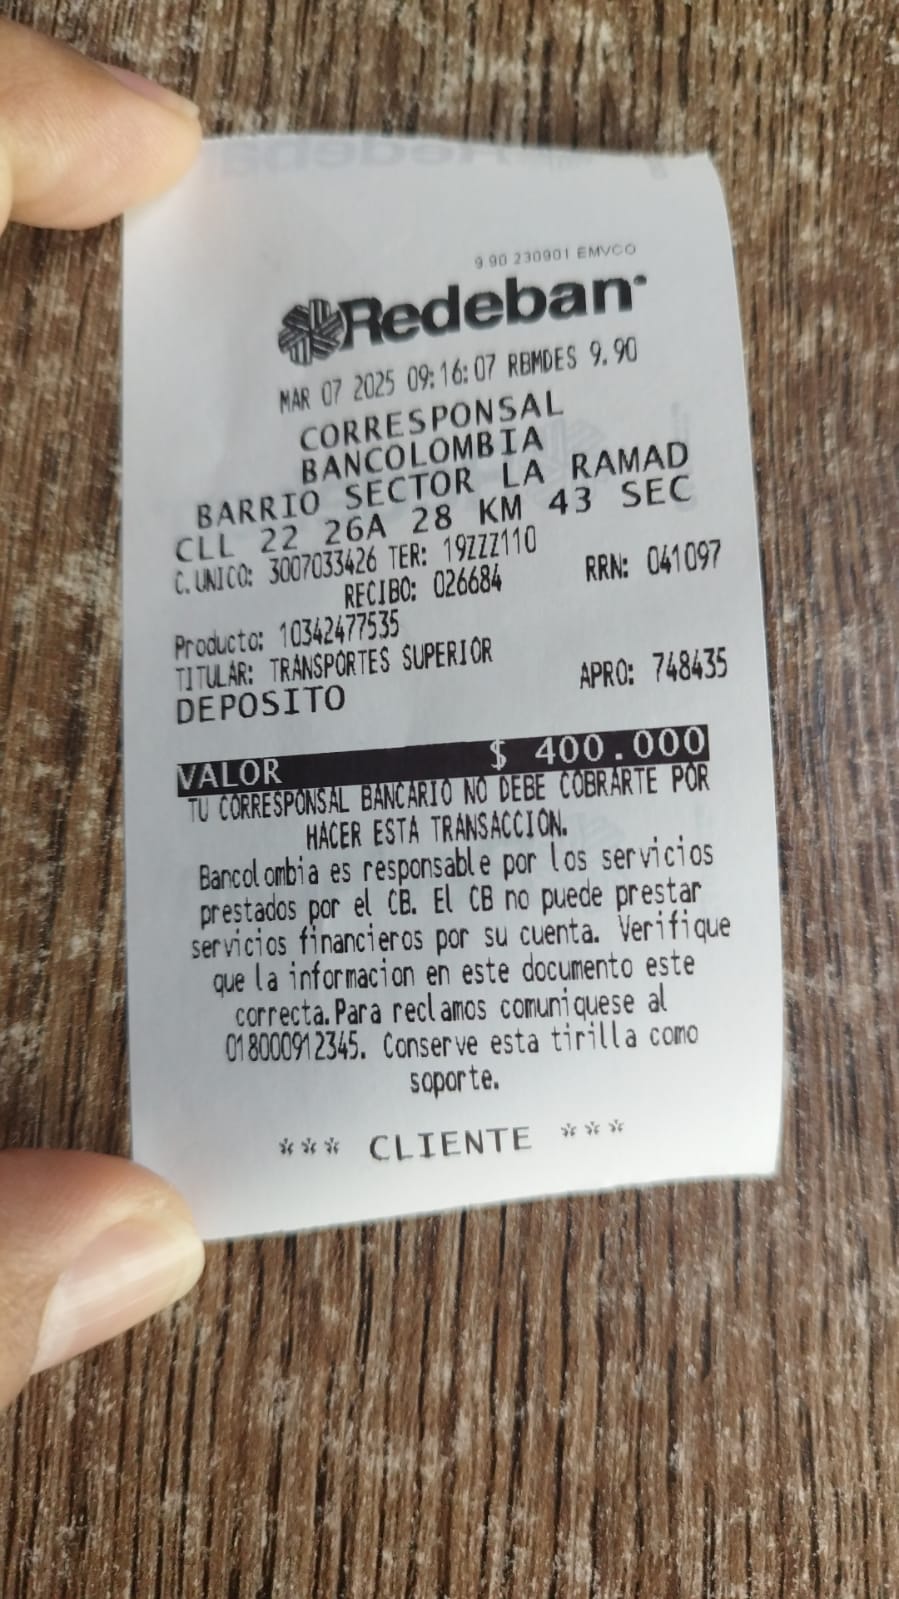 9.90 230901 EMVCO
Redeban
MAR 07 2025 09:16:07 RBMDES 9.90
CORRESPONSAL
BANCOLOMBIA
BARRIO SECTOR LA RAMAD
CLL 22 26A 28 KM 43 SEC
C. UNICO: 3007033426 TER: 19ZZZ110
RECIBO: 026684 RRN: 041097
Producto: 10342477535
TITULAR: TRANSPORTES SUPERIOR
DEPOSITO APRO: 748435
VALOR $ 400.000
TU CORRESPONSAL BANCARIO NO DEBE COBRARTE POR
HACER ESTA TRANSACCION.
Bancolombia es responsable por los servicios
prestados por el CB. El CB no puede prestar
servicios financieros por su cuenta. Verifique
que la informacion en este documento este
correcta.Para reclamos comuniquese al
018000912345. Conserve esta tirilla como
soporte.
*** CLIENTE ***